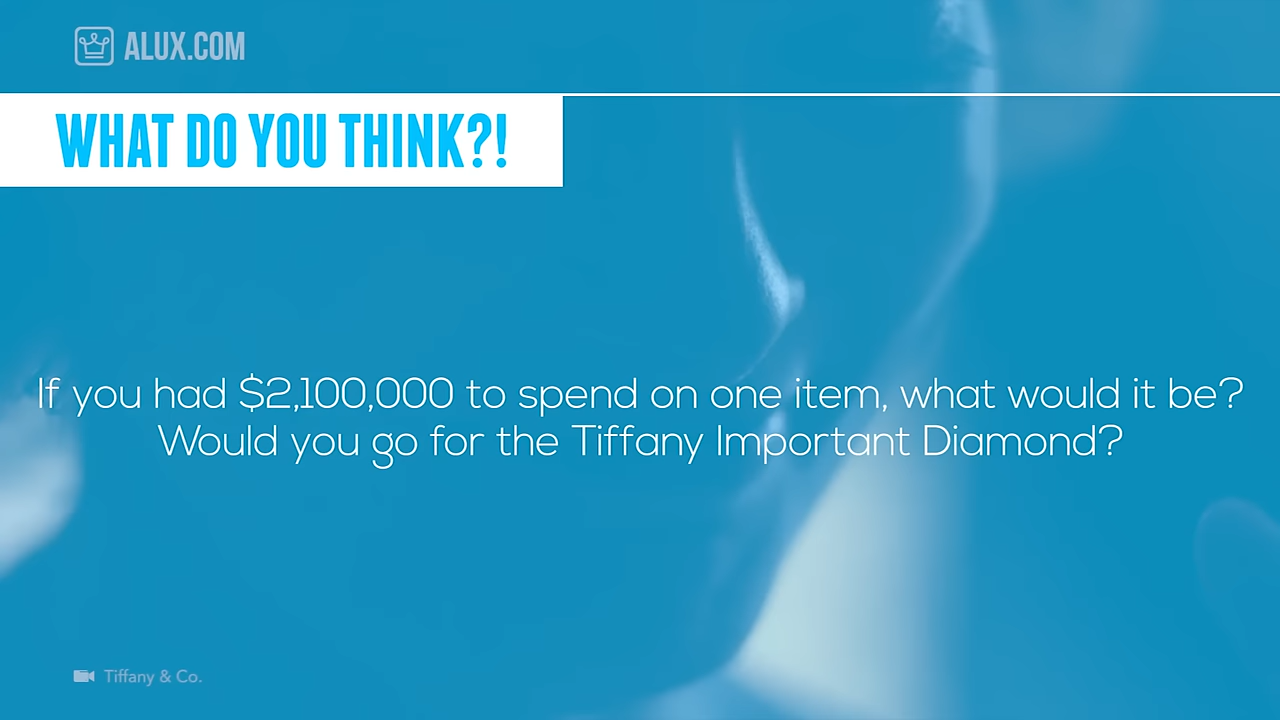 ALUX.COM
WHAT DO YOU THINK?!
If you had $2,100,000 to spend on one item, what would it be?
Would you go for the Tiffany Important Diamond?
Tiffany & Co.